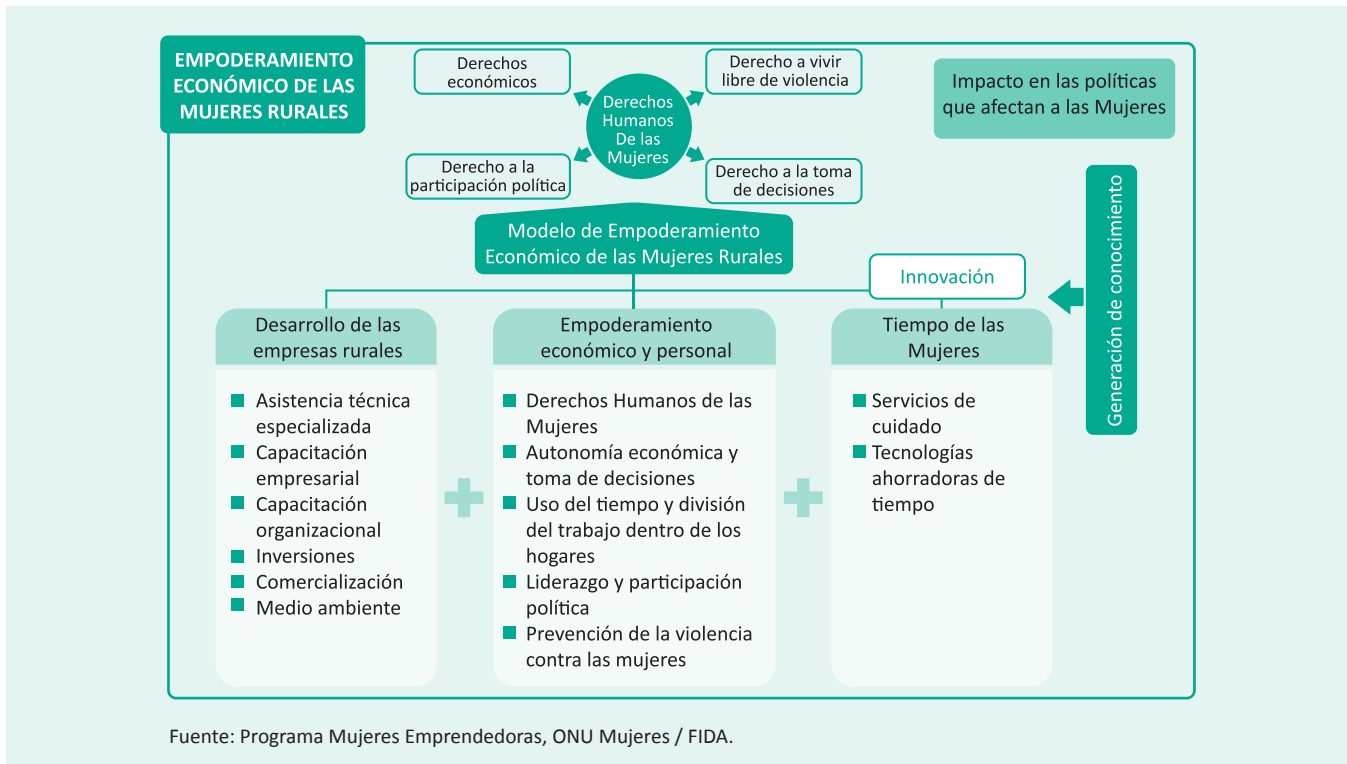 EMPODERAMIENTO
ECONÓMICO DE LAS
MUJERES RURALES
Derechos
económicos
Derecho a vivir
libre de violencia
Derechos
Humanos
De las
Mujeres
Derecho a la
participación política
Derecho a la toma
de decisiones
Impacto en las políticas
que afectan a las Mujeres
Modelo de Empoderamiento
Económico de las Mujeres Rurales
Innovación
Generación de conocimiento
Desarrollo de las
empresas rurales
Asistencia técnica
especializada
Capacitación
empresarial
Capacitación
organizacional
Inversiones
Comercialización
Medio ambiente
Empoderamiento
económico y personal
Derechos Humanos de las
Mujeres
Autonomía económica y
toma de decisiones
Uso del tiempo y división
del trabajo dentro de los
hogares
Liderazgo y participación
política
Prevención de la violencia
contra las mujeres
Tiempo de las
Mujeres
Servicios de
cuidado
Tecnologías
ahorradoras de
tiempo
Fuente: Programa Mujeres Emprendedoras, ONU Mujeres / FIDA.